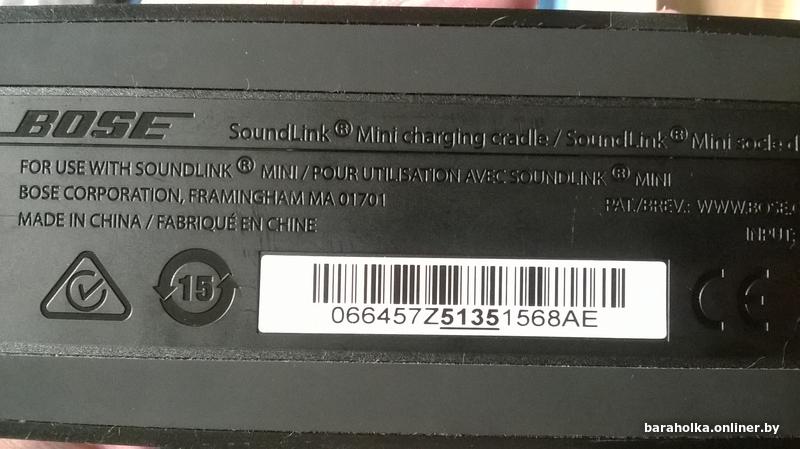 BOSE
SoundLink® Mini charging cradle / SoundLink® Mini socle d
FOR USE WITH SOUNDLINK® MINI / POUR UTILISATION AVEC SOUNDLINK® MINI
BOSE CORPORATION, FRAMINGHAM MA 01701
PAT./BREV.: WWW.BOSE.C
MADE IN CHINA / FABRIQUÉ EN CHINE
INPUT:
15
066457Z51351568AE
CE
baraholka.onliner.by